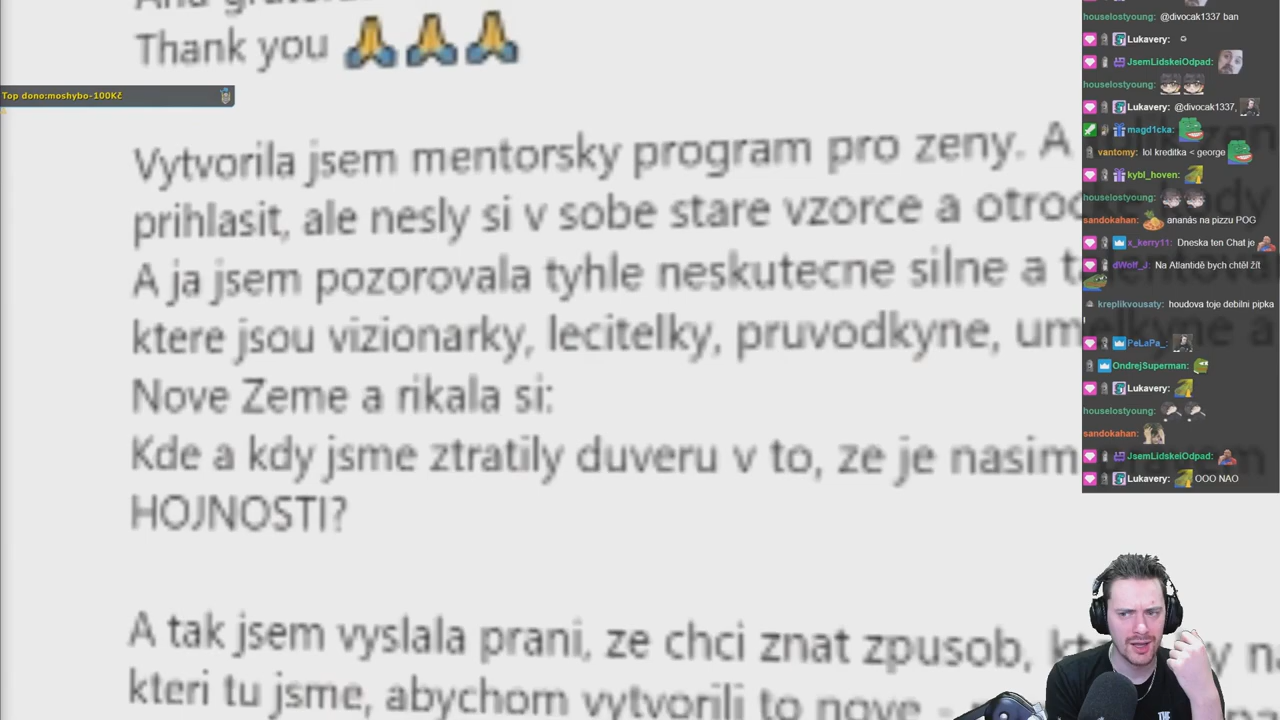 Thank you
Top dono:moshybo-100Kč
Vytvorila jsem mentorsky program pro zeny. A
prihlasit, ale nesly si v sobe stare vzorce a
A ja jsem pozorovala tyhle neskutecne silne a
ktere jsou vizionarky, lecitelky, pruvodkyne, umelkyne a
Nove Zeme a rikala si:
Kde a kdy jsme ztratily duveru v to, ze je nasim
HOJNOSTI?
A tak jsem vyslala prani, ze chci znat zpusob,
kteri tu jsme, abychom vytvorili to nove -
houselostyoung: @divocak1337 ban
Lukavery:
JsemLidskeiOdpad:
houselostyoung:
Lukavery: @divocak1337,
magd1cka:
vantomy: lol kreditka < george
kybl_hoven:
houselostyoung:
sandokahan: ananás na pizzu POG
x_kerry11: Dneska ten Chat je
dWolf_J: Na Atlantidě bych chtěl žít
kreplikvousaty: houdova toje debilni pipka
!
PeLaPa_:
OndrejSuperman:
Lukavery:
houselostyoung:
sandokahan:
JsemLidskeiOdpad:
Lukavery: OOO NAO